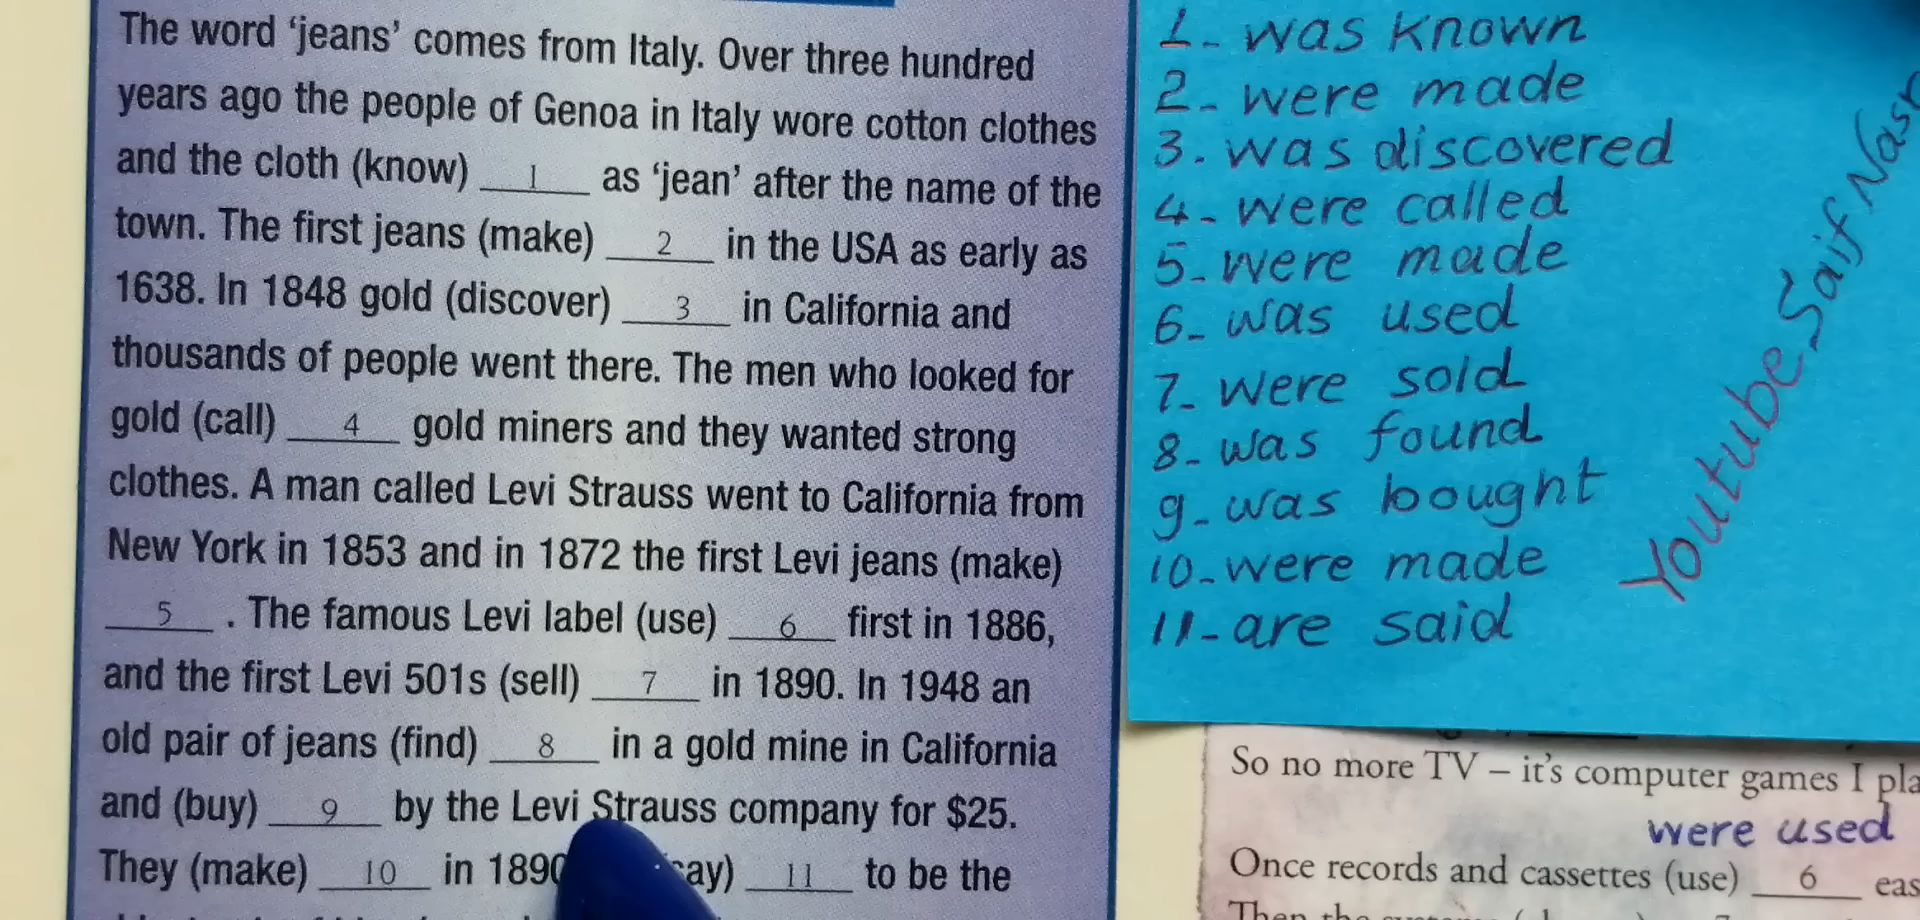 The word ‘jeans’ comes from Italy. Over three hundred
years ago the people of Genoa in Italy wore cotton clothes
and the cloth (know) 1 as ‘jean’ after the name of the
town. The first jeans (make) 2 in the USA as early as
1638. In 1848 gold (discover) 3 in California and
thousands of people went there. The men who looked for
gold (call) 4 gold miners and they wanted strong
clothes. A man called Levi Strauss went to California from
New York in 1853 and in 1872 the first Levi jeans (make)
5 . The famous Levi label (use) 6 first in 1886,
and the first Levi 501s (sell) 7 in 1890. In 1948 an
old pair of jeans (find) 8 in a gold mine in California
and (buy) 9 by the Levi Strauss company for $25.
They (make) 10 in 1890 11 to be the
1- was known
2- were made
3. was discovered
4- were called
5- were made
6- was used
7- were sold
8- was found
9- was bought
10- were made
11- are said
Youtube Saif
So no more TV – it’s computer games I
were used
Once records and cassettes (use) 6